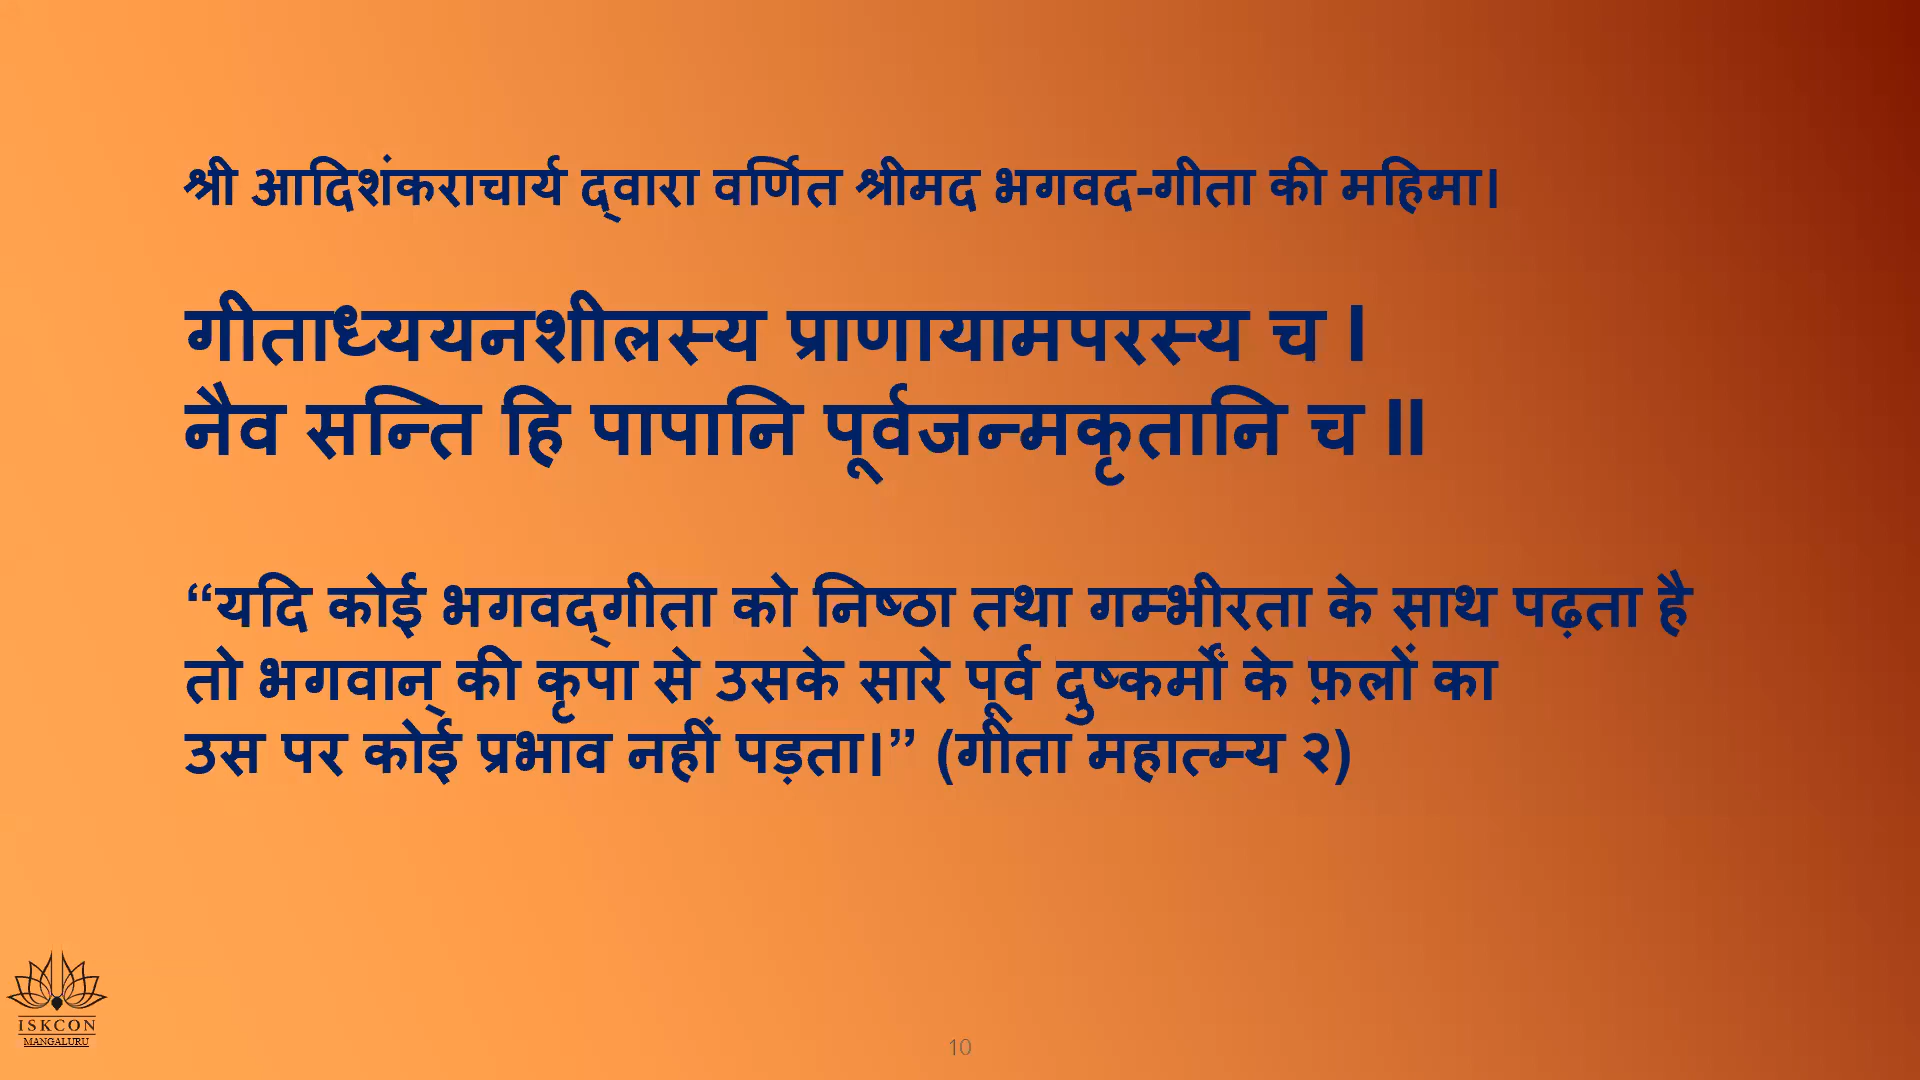 श्री आदिशंकराचार्य द्वारा वर्णित श्रीमद भगवद-गीता की महिमा।
गीताध्ययनशीलस्य प्राणायामपरस्य च |
नैव सन्ति हि पापानि पूर्वजन्मकृतानि च ||
“यदि कोई भगवद्‌गीता को निष्ठा तथा गम्भीरता के साथ पढ़ता है
तो भगवान् की कृपा से उसके सारे पूर्व दुष्कर्मों के फ़लों का
उस पर कोई प्रभाव नहीं पड़ता।” (गीता महात्म्य २)
ISKCON
MANGALURU
10